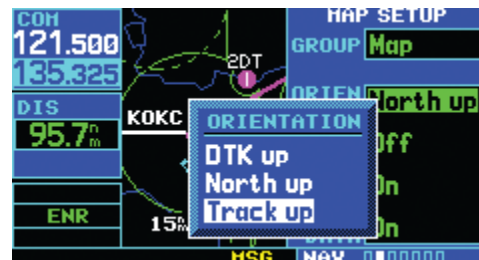 COM
121.500
135.325
DIS
95.7nm
ENR
2DT
KOKC
15
MAP SETUP
GROUP Map
ORIEN North up
ORIENTATION
DTK up
North up
Track up
Off
On
On
MSG
NAV